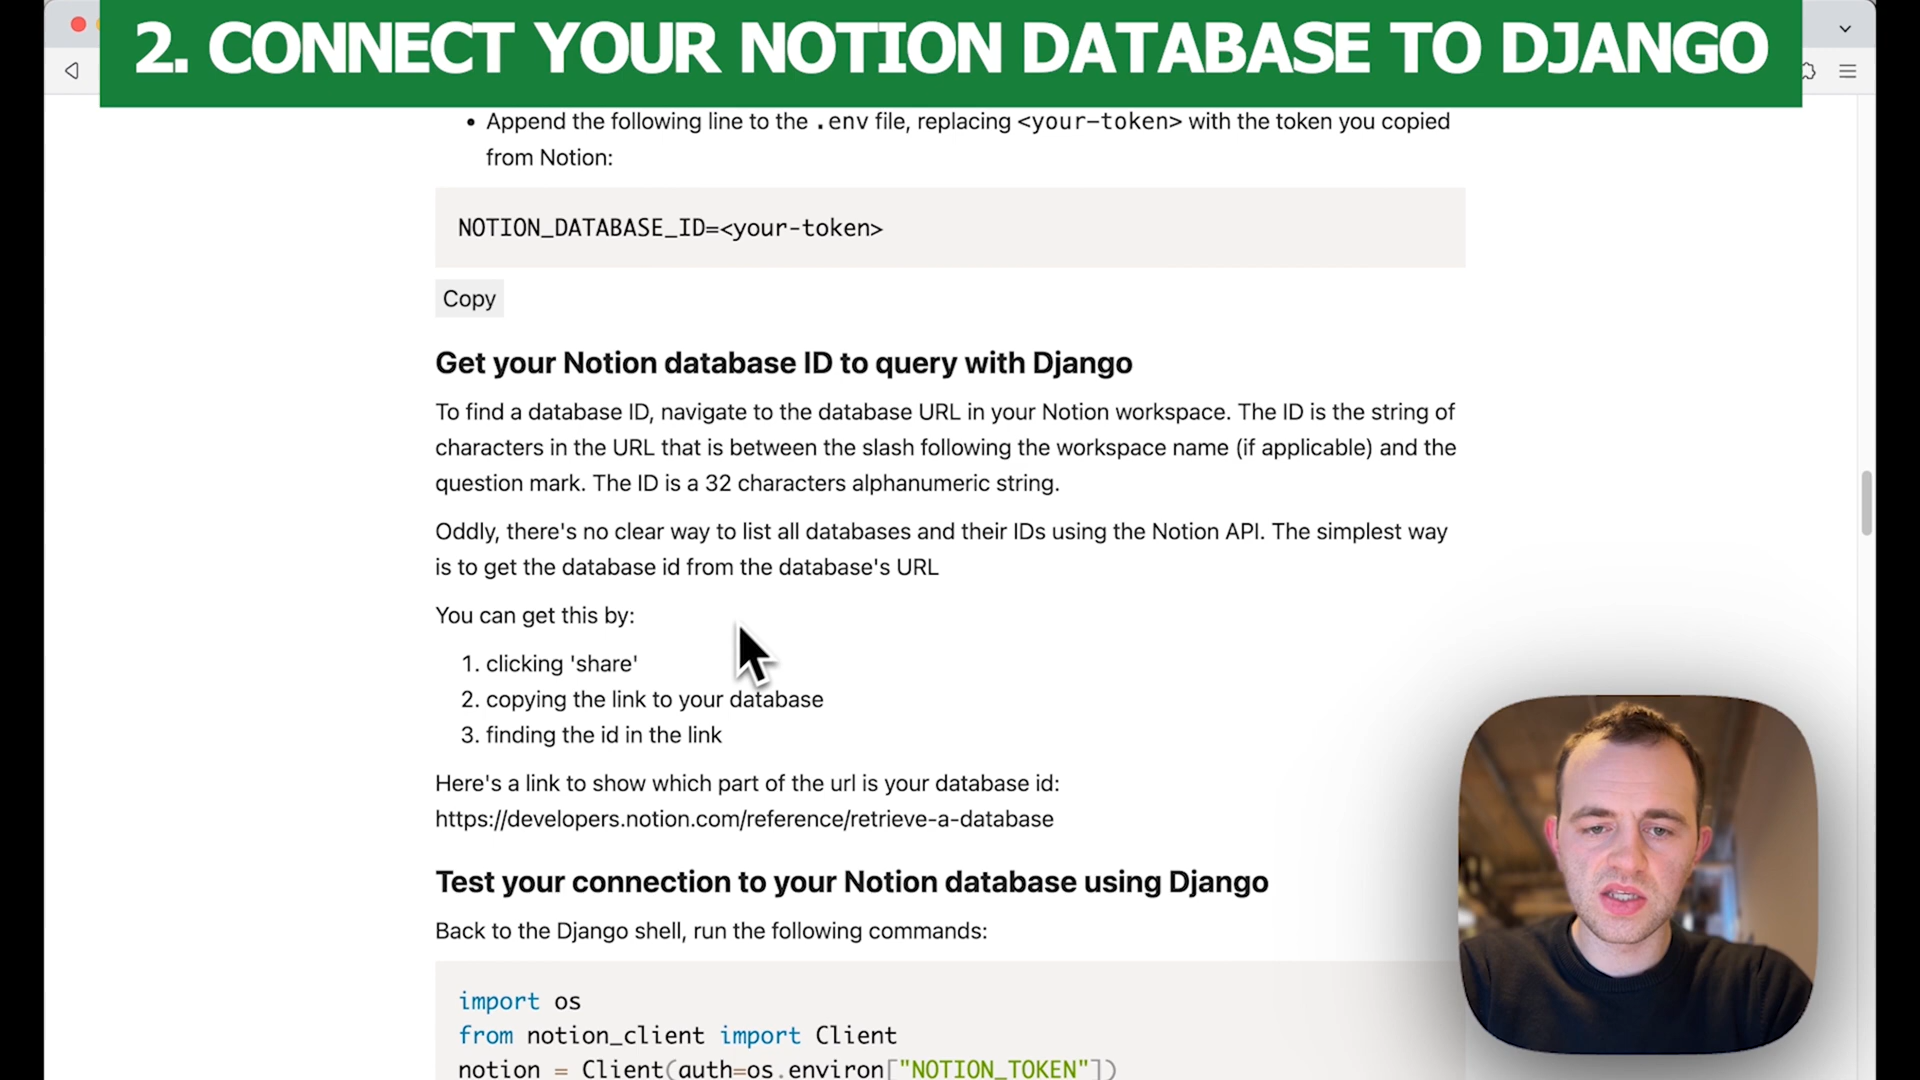 2. CONNECT YOUR NOTION DATABASE TO DJANGO
• Append the following line to the .env file, replacing <your-token> with the token you copied
from Notion:
NOTION_DATABASE_ID=<your-token>
Copy
Get your Notion database ID to query with Django
To find a database ID, navigate to the database URL in your Notion workspace. The ID is the string of
characters in the URL that is between the slash following the workspace name (if applicable) and the
question mark. The ID is a 32 characters alphanumeric string.
Oddly, there's no clear way to list all databases and their IDs using the Notion API. The simplest way
is to get the database id from the database's URL
You can get this by:
1. clicking 'share'
2. copying the link to your database
3. finding the id in the link
Here's a link to show which part of the url is your database id:
https://developers.notion.com/reference/retrieve-a-database
Test your connection to your Notion database using Django
Back to the Django shell, run the following commands:
import os
from notion_client import Client
notion = Client(auth=os.environ["NOTION_TOKEN"])